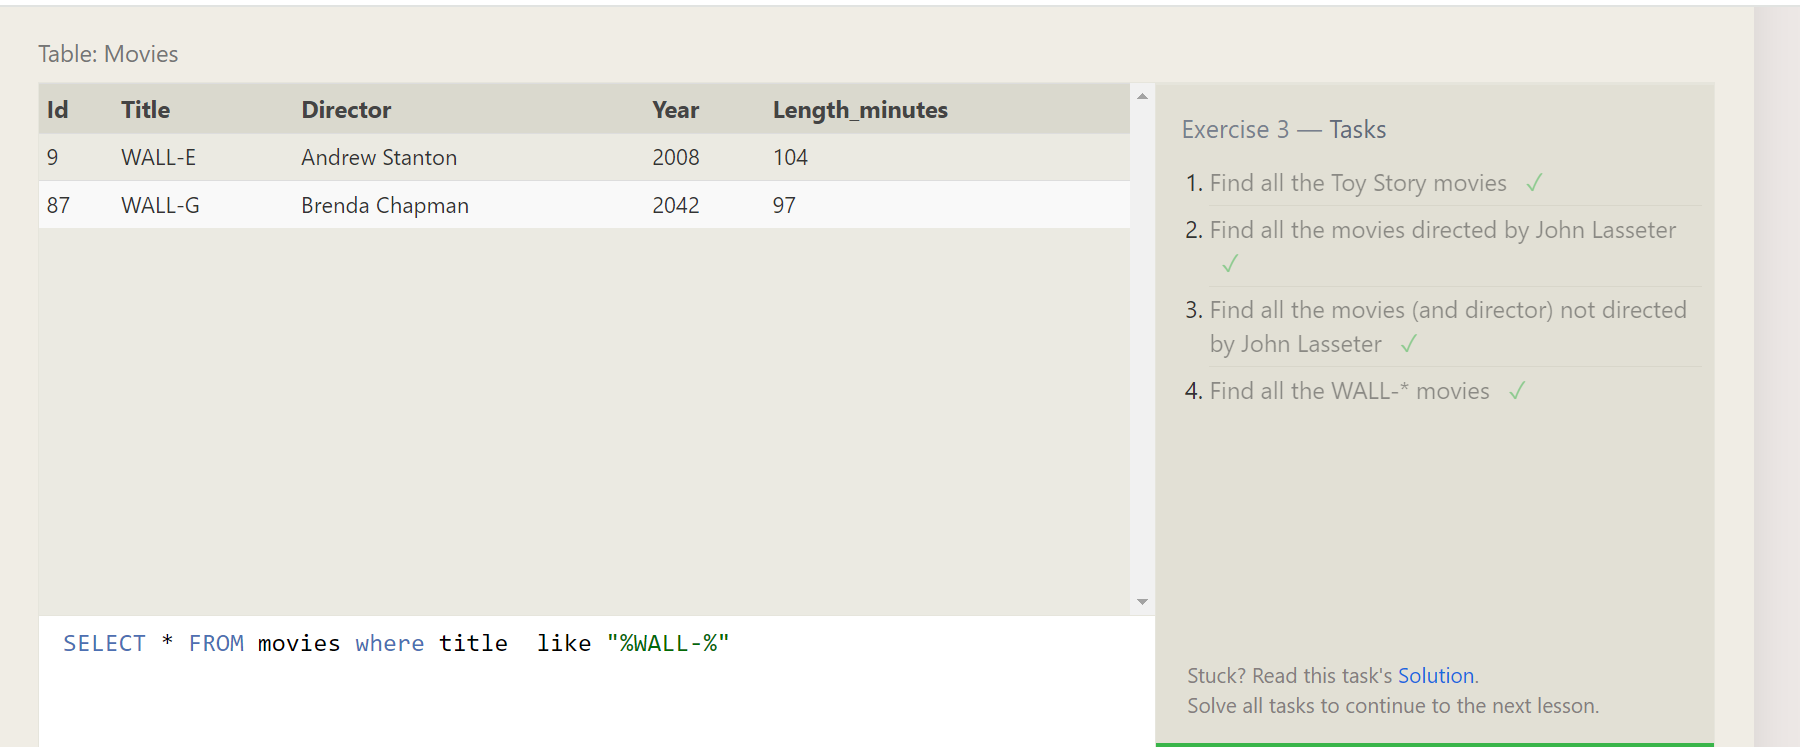 Table: Movies
Id Title Director Year Length_minutes
9 WALL-E Andrew Stanton 2008 104
87 WALL-G Brenda Chapman 2042 97
SELECT * FROM movies where title  like "%WALL-%"
Exercise 3 — Tasks
1. Find all the Toy Story movies ✓
2. Find all the movies directed by John Lasseter
✓
3. Find all the movies (and director) not directed
by John Lasseter ✓
4. Find all the WALL-* movies ✓
Stuck? Read this task's Solution.
Solve all tasks to continue to the next lesson.